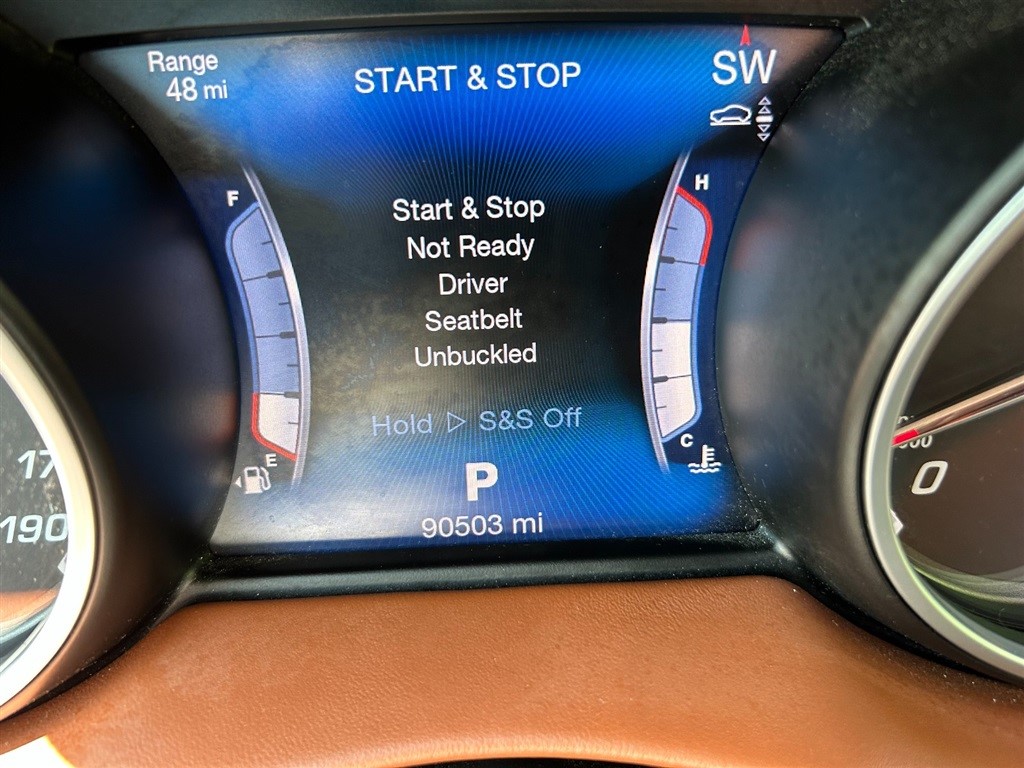 Range
48 mi
START & STOP
SW
F
H
Start & Stop
Not Ready
Driver
Seatbelt
Unbuckled
Hold ▷ S&S Off
E
C
P
90503 mi
17
190
0